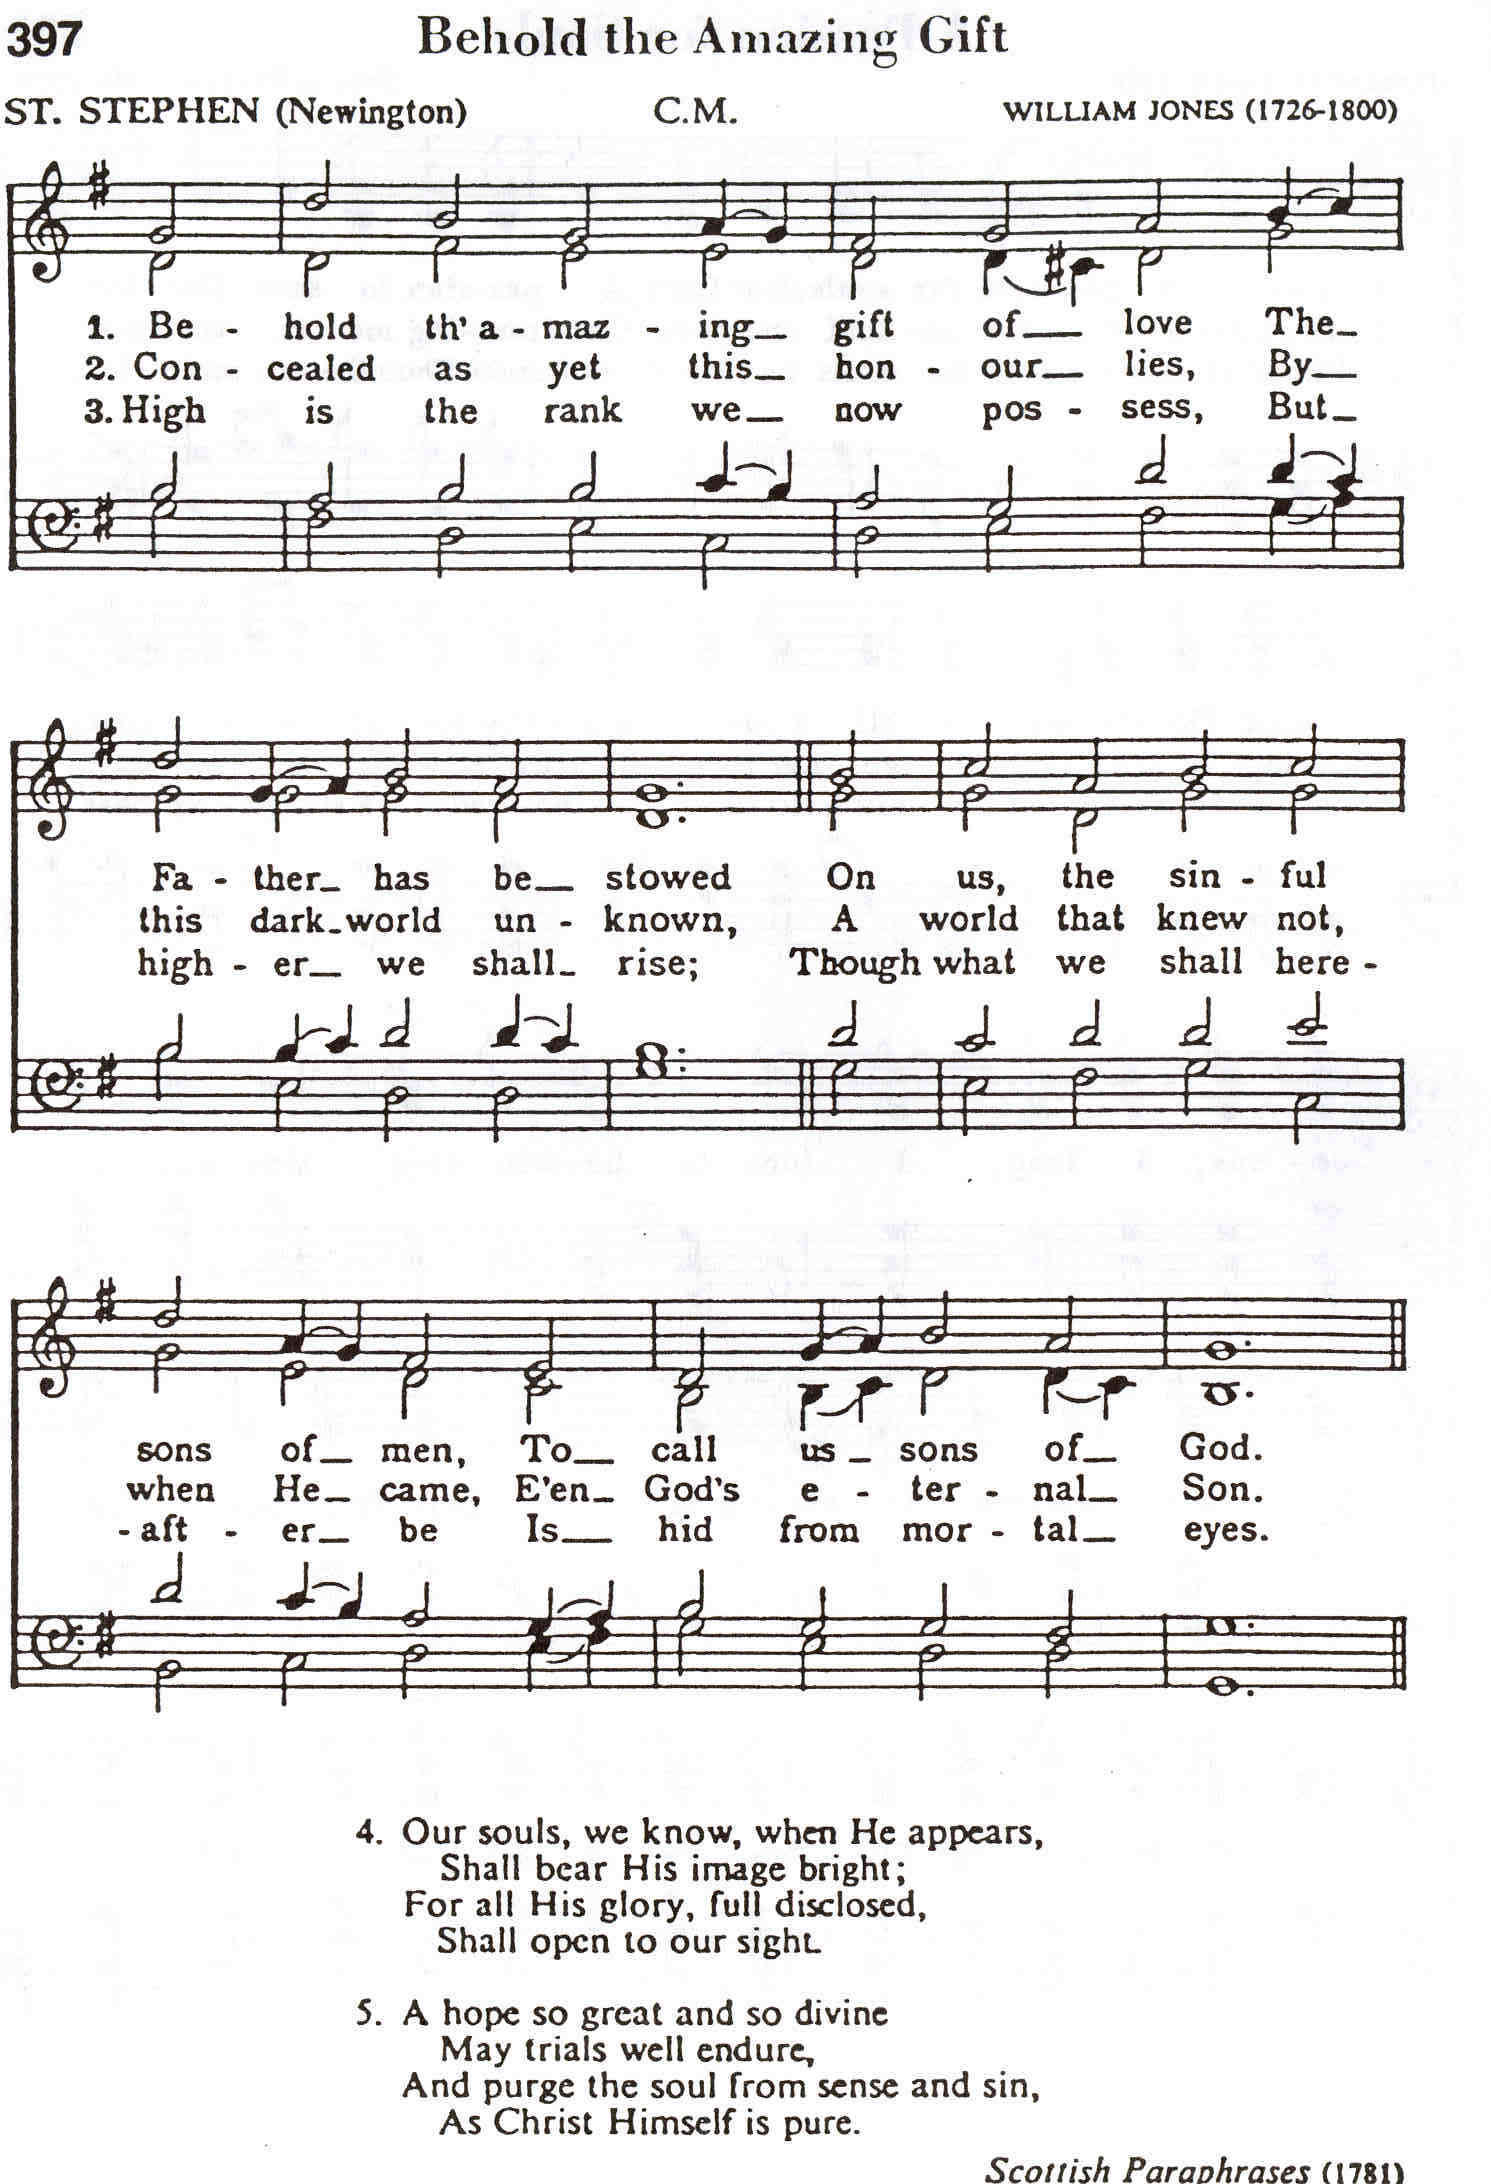 397 Behold the Amazing Gift
ST. STEPHEN (Newington) C.M. WILLIAM JONES (1726-1800)
1. Be - hold th' a - maz - ing_ gift of_ love The_
2. Con - cealed as yet this_ hon - our_ lies, By_
3. High is the rank we_ now pos - sess, But_
Fa - ther_ has be_ stowed On us, the sin - ful
this dark_world un - known, A world that knew not,
high - er_ we shall_ rise; Though what we shall here -
sons of_ men, To_ call us_ sons of_ God.
when He_ came, E'en_ God's e - ter - nal_ Son.
- aft - er_ be Is_ hid from mor - tal_ eyes.
4. Our souls, we know, when He appears,
Shall bear His image bright;
For all His glory, full disclosed,
Shall open to our sight.
5. A hope so great and so divine
May trials well endure,
And purge the soul from sense and sin,
As Christ Himself is pure.
Scottish Paraphrases (1781)